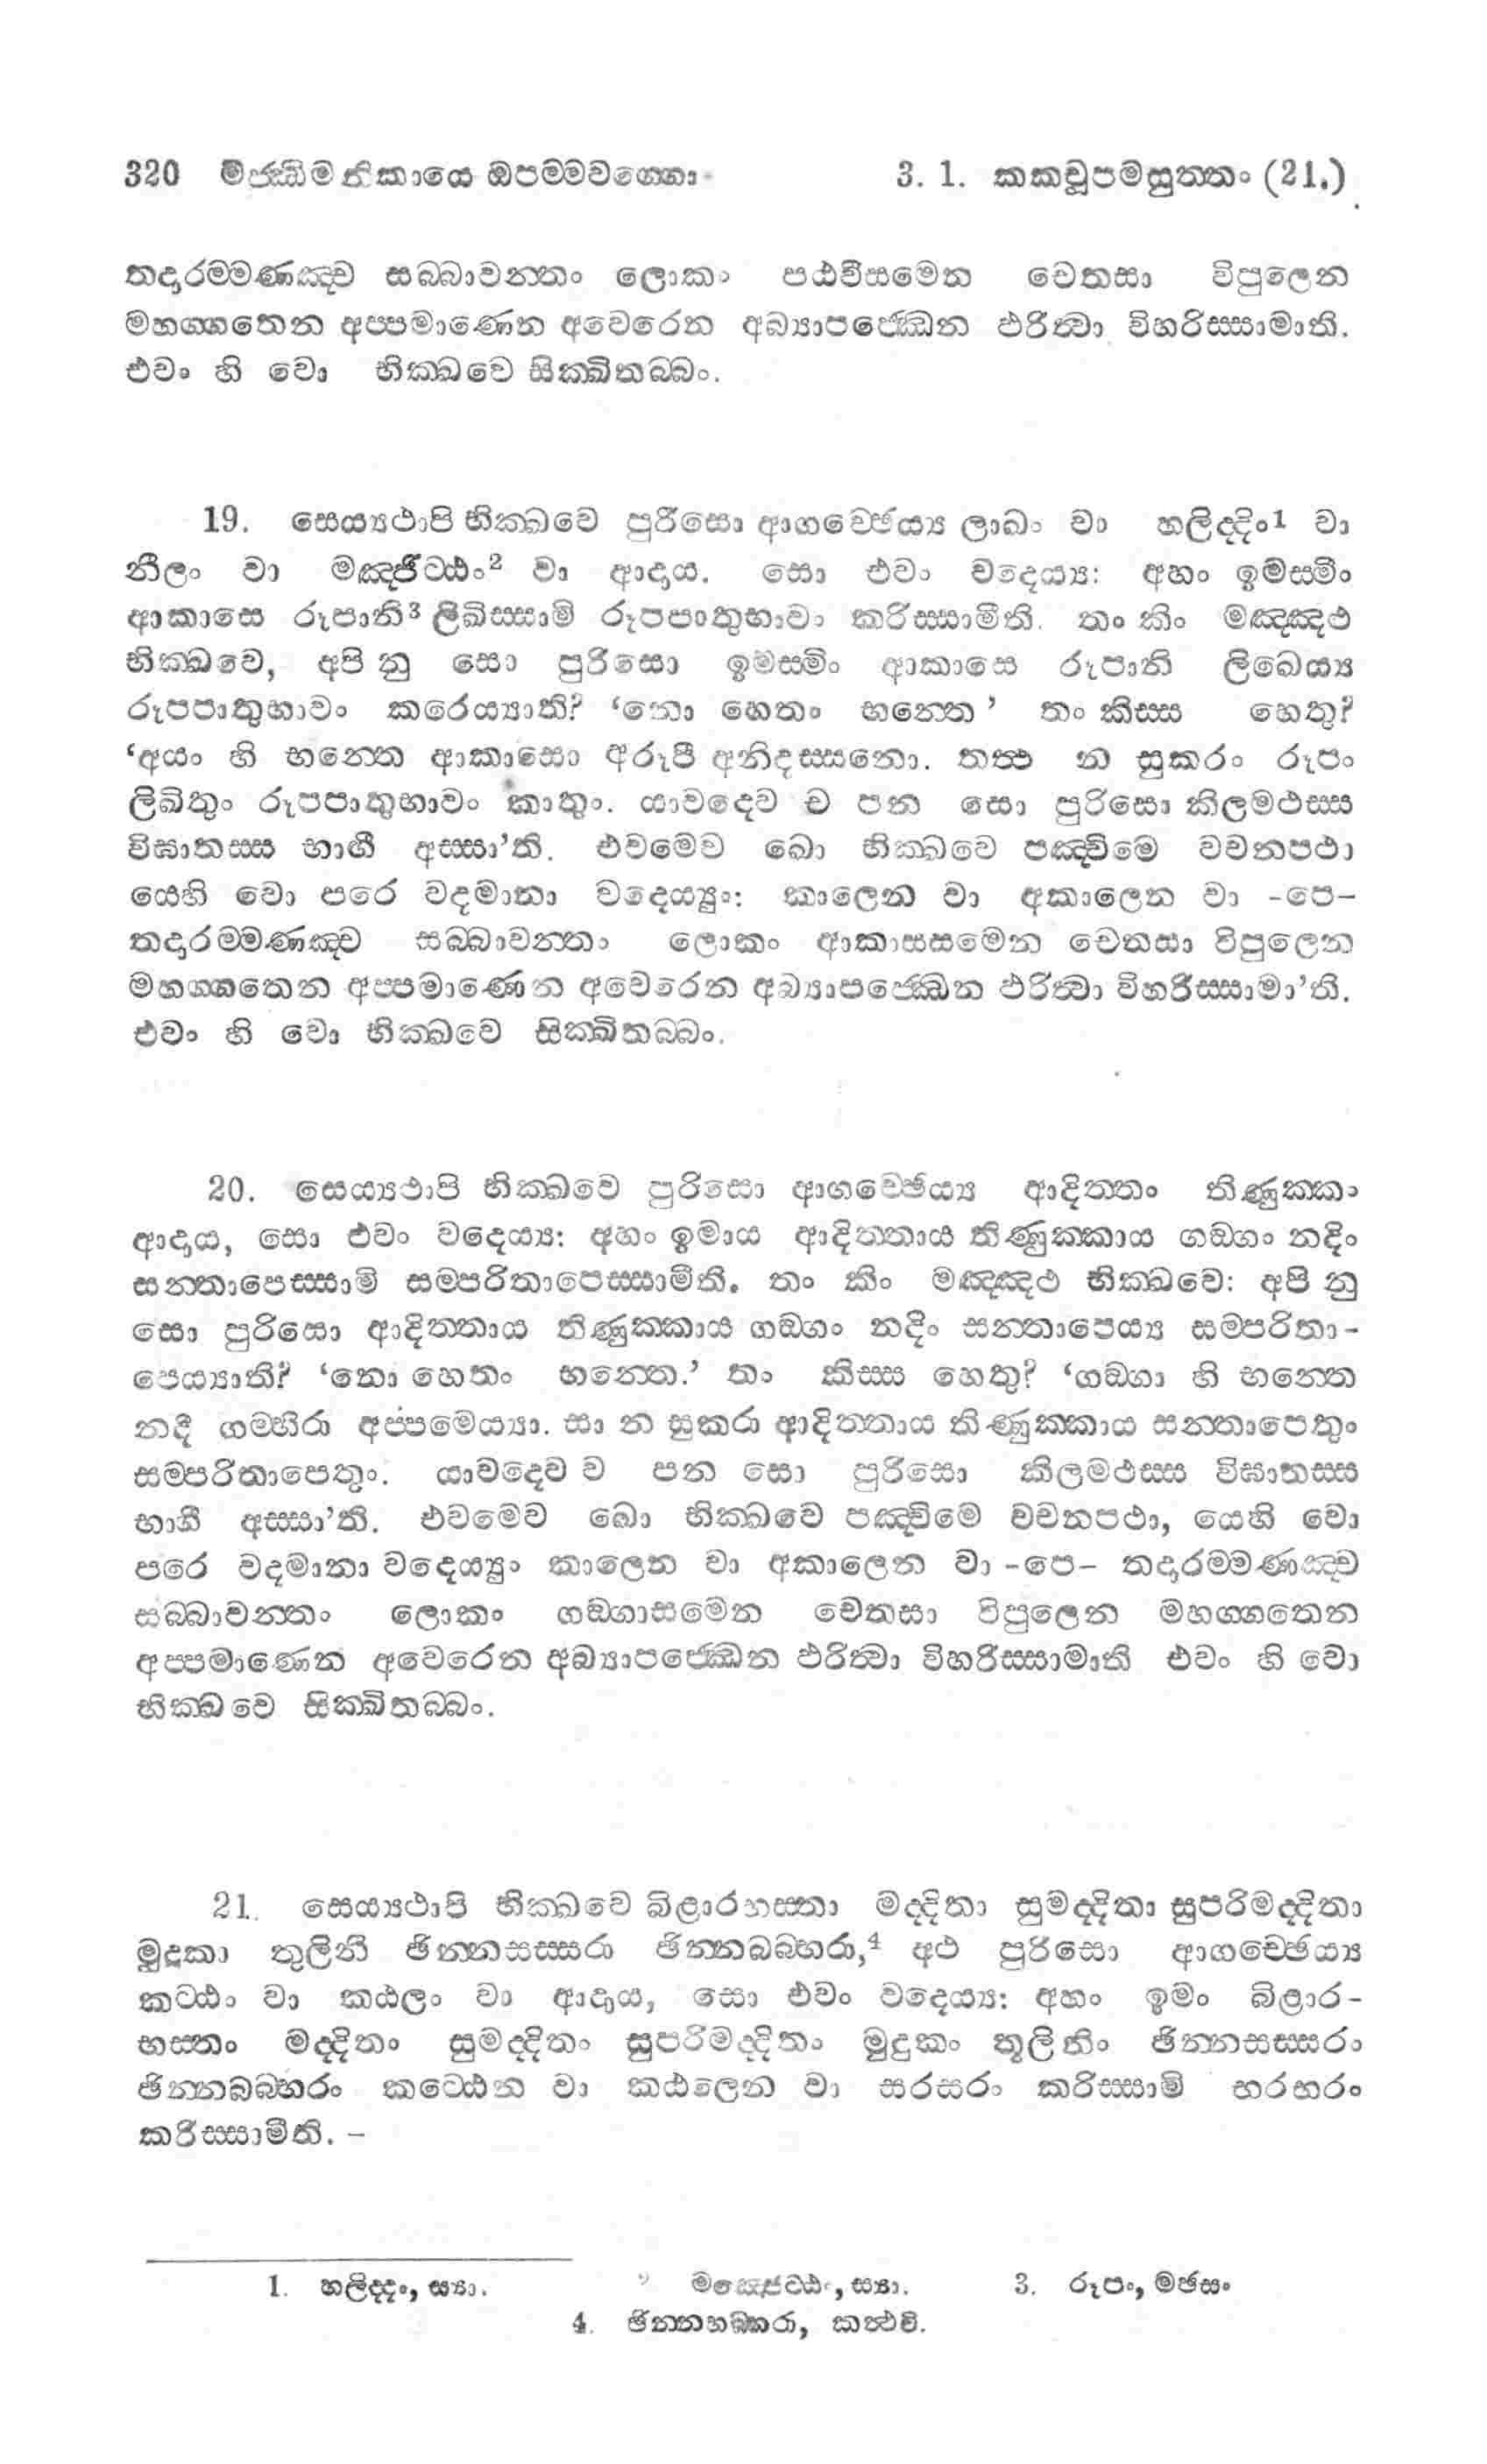 320 මජ්ඣිමනිකායෙ ඔපම්මවග්ගො 3. 1. කකචූපමසුත්තං (21.)
තදාරම්මණඤ්ච සබ්බාවන්තං ලොකං පඨවිසමෙන චෙතසා විපුලෙන
මහග්ගතෙන අප්පමාණෙන අවෙරෙන අබ්‍යාපජ්ඣෙන ඵරිත්‍වා විහරිස්සාමාති.
එවං හි වො භික්ඛවෙ සික්ඛිතබ්බං.
19. සෙය්‍යථාපි භික්ඛවෙ පුරිසො ආගච්ඡෙය්‍ය ලාඛං වා හලිද්දිං1 වා
නීලං වා මඤ්ජිට්ඨං2 වා ආදාය. සො එවං වදෙය්‍ය: අහං ඉමස්මිං
ආකාසෙ රූපානි3 ලිඛිස්සාමි රූපපාතුභාවං කරිස්සාමීති. තං කිං මඤ්ඤථ
භික්ඛවෙ, අපි නු සො පුරිසො ඉමස්මිං ආකාසෙ රූපානි ලිඛෙය්‍ය
රූපපාතුභාවං කරෙය්‍යාති? ‘නො හෙතං භන්තෙ’ තං කිස්ස හෙතු?
‘අයං හි භන්තෙ ආකාසො අරූපී අනිදස්සනො. තත්‍ථ න සුකරං රූපං
ලිඛිතුං රූපපාතුභාවං කාතුං. යාවදෙව ච පන සො පුරිසො කිලමථස්ස
විඝාතස්ස භාගී අස්සා’ති. එවමෙව ඛො භික්ඛවෙ පඤ්චිමෙ වචනපථා
යෙහි වො පරෙ වදමානා වදෙය්‍යුං: කාලෙන වා අකාලෙන වා -පෙ-
තදාරම්මණඤ්ච සබ්බාවන්තං ලොකං ආකාසසමෙන චෙතසා විපුලෙන
මහග්ගතෙන අප්පමාණෙන අවෙරෙන අබ්‍යාපජ්ඣෙන ඵරිත්‍වා විහරිස්සාමා’ති.
එවං හි වො භික්ඛවෙ සික්ඛිතබ්බං.
20. සෙය්‍යථාපි භික්ඛවෙ පුරිසො ආගච්ඡෙය්‍ය ආදිත්තං තිණුක්කං
ආදාය, සො එවං වදෙය්‍ය: අහං ඉමාය ආදිත්තාය තිණුක්කාය ගඞ්ගං නදිං
සන්තාපෙස්සාමි සම්පරිතාපෙස්සාමීති. තං කිං මඤ්ඤථ භික්ඛවෙ: අපි නු
සො පුරිසො ආදිත්තාය තිණුක්කාය ගඞ්ගං නදිං සන්තාපෙය්‍ය සම්පරිතා-
පෙය්‍යාති? ‘නො හෙතං භන්තෙ.’ තං කිස්ස හෙතු? ‘ගඞ්ගා හි භන්තෙ
නදී ගම්භීරා අප්පමෙය්‍යා. සා න සුකරා ආදිත්තාය තිණුක්කාය සන්තාපෙතුං
සම්පරිතාපෙතුං. යාවදෙව ච පන සො පුරිසො කිලමථස්ස විඝාතස්ස
භාගී අස්සා’ති. එවමෙව ඛො භික්ඛවෙ පඤ්චිමෙ වචනපථා, යෙහි වො
පරෙ වදමානා වදෙය්‍යුං කාලෙන වා අකාලෙන වා -පෙ- තදාරම්මණඤ්ච
සබ්බාවන්තං ලොකං ගඞ්ගාසමෙන චෙතසා විපුලෙන මහග්ගතෙන
අප්පමාණෙන අවෙරෙන අබ්‍යාපජ්ඣෙන ඵරිත්‍වා විහරිස්සාමාති එවං හි වො
භික්ඛවෙ සික්ඛිතබ්බං.
21. සෙය්‍යථාපි භික්ඛවෙ බිළාරභස්තා මද්දිතා සුමද්දිතා සුපරිමද්දිතා
මුදුකා තූලිනී ඡින්නසස්සරා ඡින්නබබ්භරා,4 අථ පුරිසො ආගච්ඡෙය්‍ය
කට්ඨං වා කඨලං වා ආදාය, සො එවං වදෙය්‍ය: අහං ඉමං බිළාර-
භස්තං මද්දිතං සුමද්දිතං සුපරිමද්දිතං මුදුකං තූලිනිං ඡින්නසස්සරං
ඡින්නබබ්භරං කට්ඨෙන වා කඨලෙන වා සරසරං කරිස්සාමි භරභරං
කරිස්සාමීති. -
1. හලිද්දං, ස්‍යා. 2 මඤ්ජෙට්ඨං, ස්‍යා. 3. රූපං, මඡසං
4. ඡින්නභබ්භරා, කත්‍ථචි.